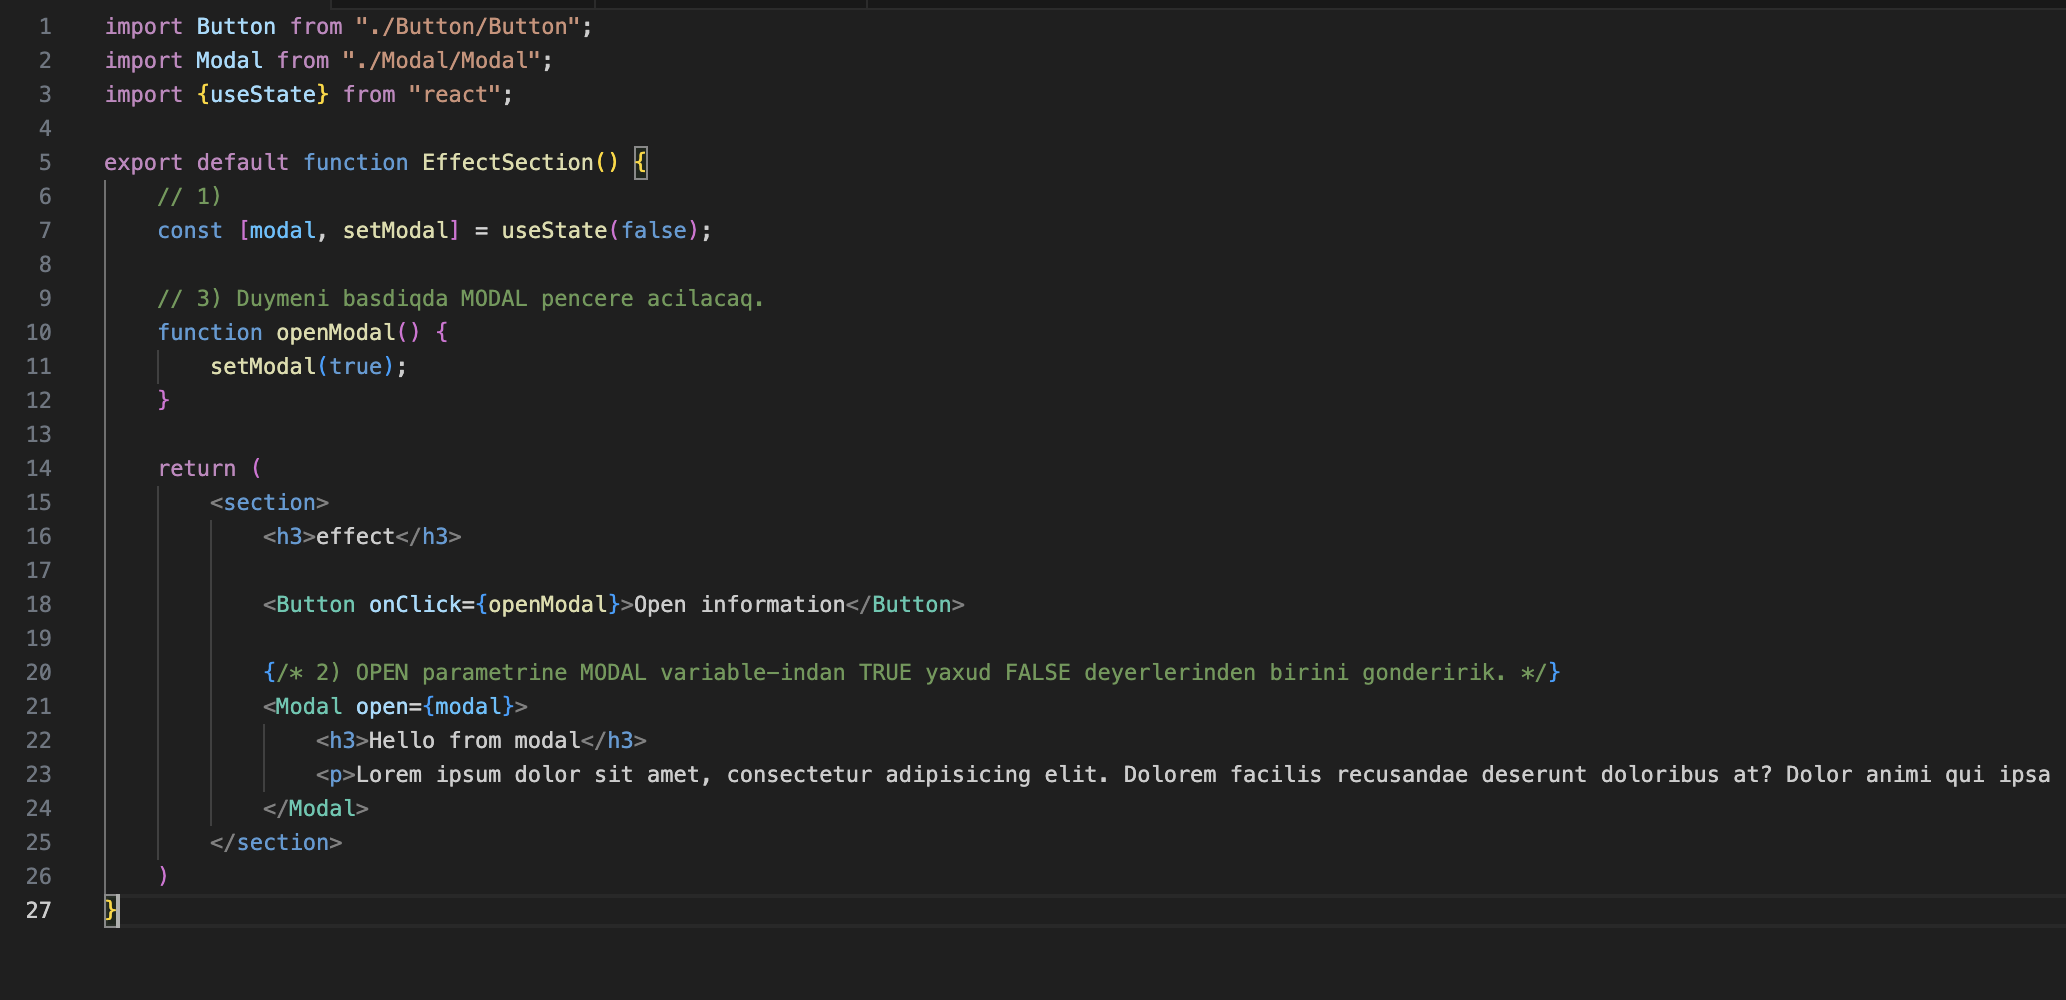 1 import Button from "./Button/Button";
2 import Modal from "./Modal/Modal";
3 import {useState} from "react";
4
5 export default function EffectSection() {
6     // 1)
7     const [modal, setModal] = useState(false);
8
9     // 3) Duymeni basdiqda MODAL pencere acilacaq.
10     function openModal() {
11         setModal(true);
12     }
13
14     return (
15         <section>
16             <h3>effect</h3>
17
18             <Button onClick={openModal}>Open information</Button>
19
20             {/* 2) OPEN parametrine MODAL variable-indan TRUE yaxud FALSE deyerlerinden birini gonderirik. */}
21             <Modal open={modal}>
22                 <h3>Hello from modal</h3>
23                 <p>Lorem ipsum dolor sit amet, consectetur adipisicing elit. Dolorem facilis recusandae deserunt doloribus at? Dolor animi qui ipsa
24             </Modal>
25         </section>
26     )
27 }